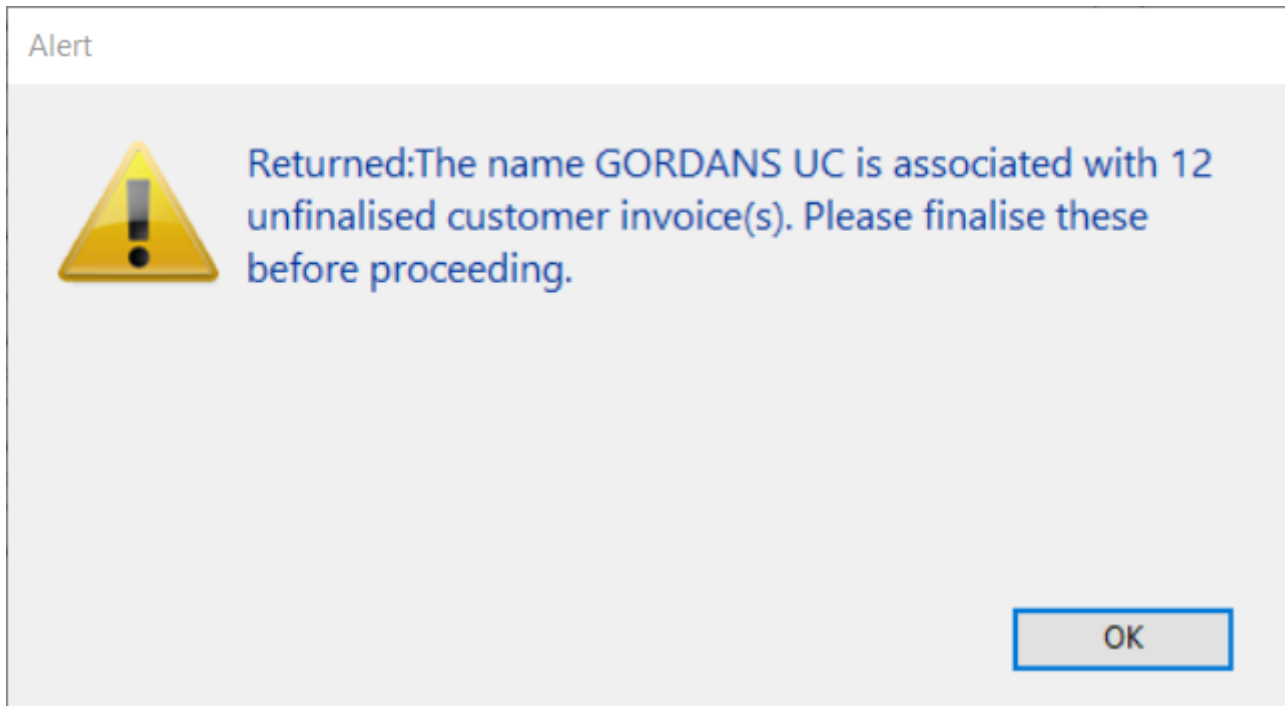 Alert
Returned:The name GORDANS UC is associated with 12
unfinalised customer invoice(s). Please finalise these
before proceeding.
OK